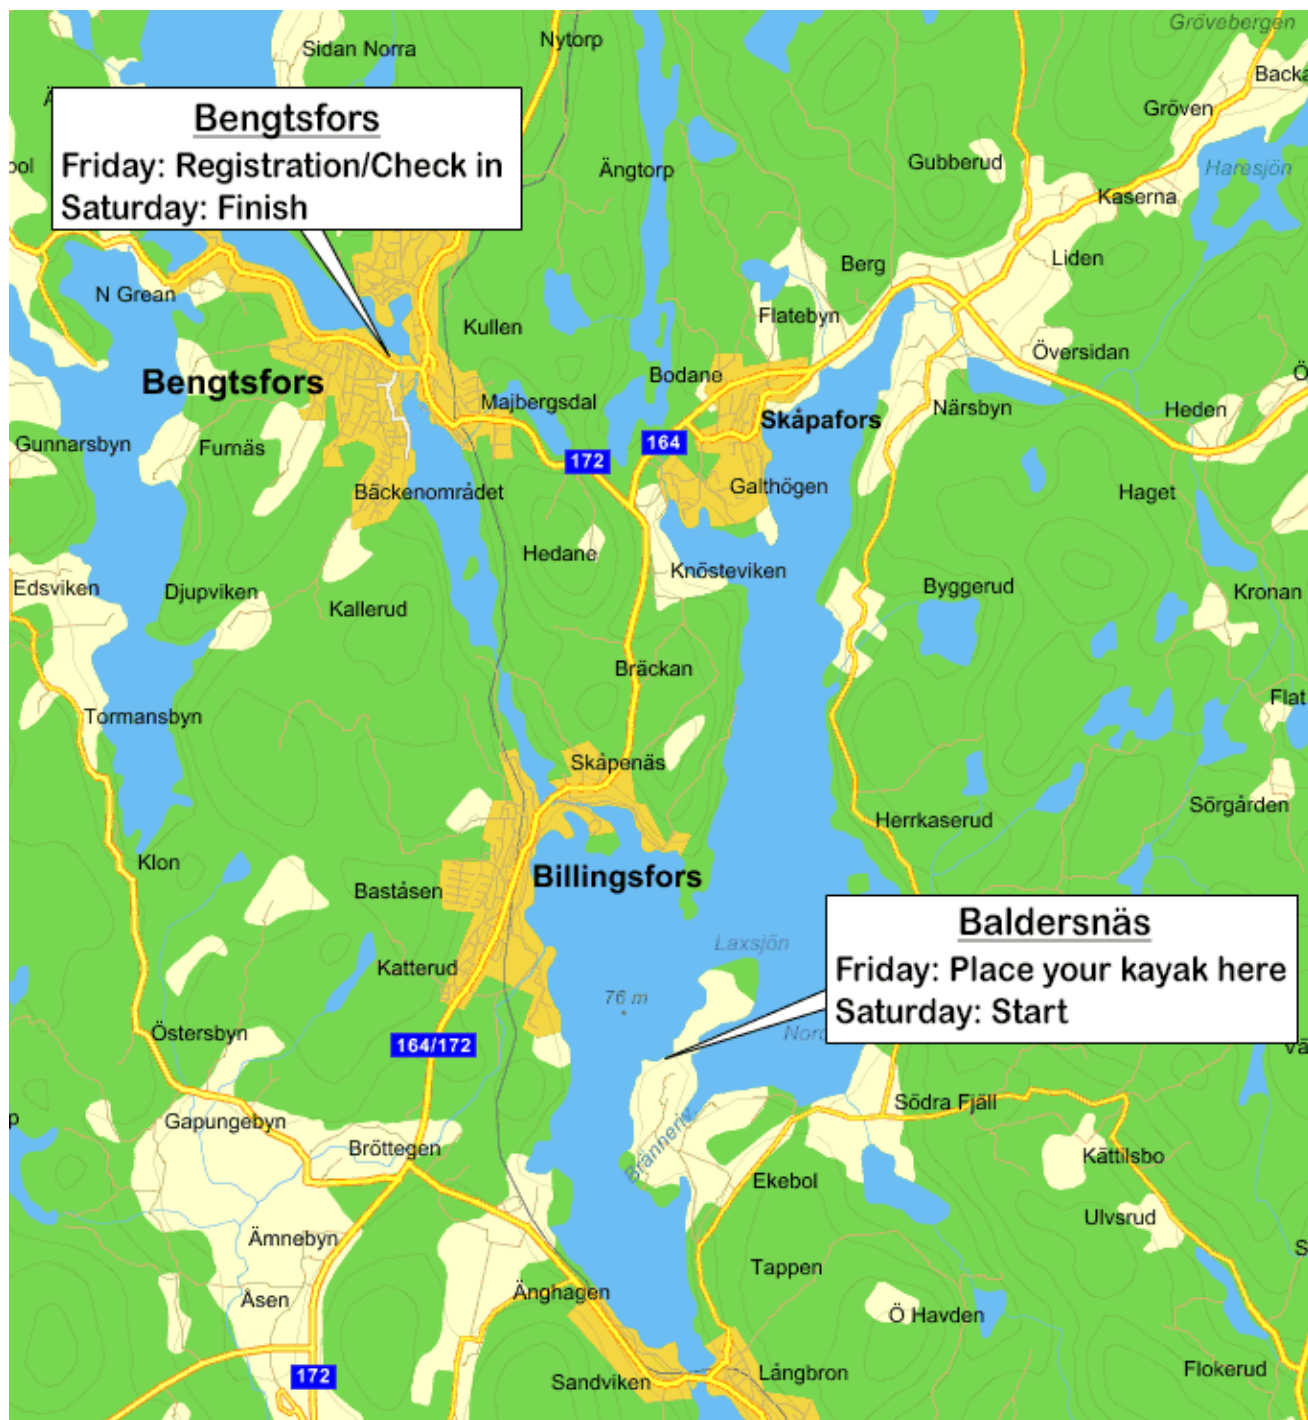 Grövebergen
Sidan Norra
Nytorp
Backa
Gröven
Bengtsfors
Friday: Registration/Check in
Saturday: Finish
Ängtorp
Gubberud
Haresjön
Kaserna
Berg
Liden
N Grean
Flatebyn
Kullen
Översidan
Bengtsfors
Bodane
Majbergsdal
Skåpafors
Närsbyn
Heden
Gunnarsbyn
Furnäs
164
172
Bäckenområdet
Galthögen
Haget
Hedane
Knösteviken
Edsviken
Djupviken
Kallerud
Byggerud
Kronan
Bräckan
Flat
Tormansbyn
Skåpenäs
Sörgården
Herrkaserud
Klon
Billingsfors
Baståsen
Baldersnäs
Friday: Place your kayak here
Saturday: Start
Laxsjön
Katterud
76 m
Östersbyn
164/172
Södra Fjäll
Gapungebyn
Bränneriv.
Bröttegen
Kättilsbo
Ekebol
Ulvsrud
Ämnebyn
Tappen
Åsen
Änghagen
Ö Havden
172
Sandviken
Långbron
Flokerud